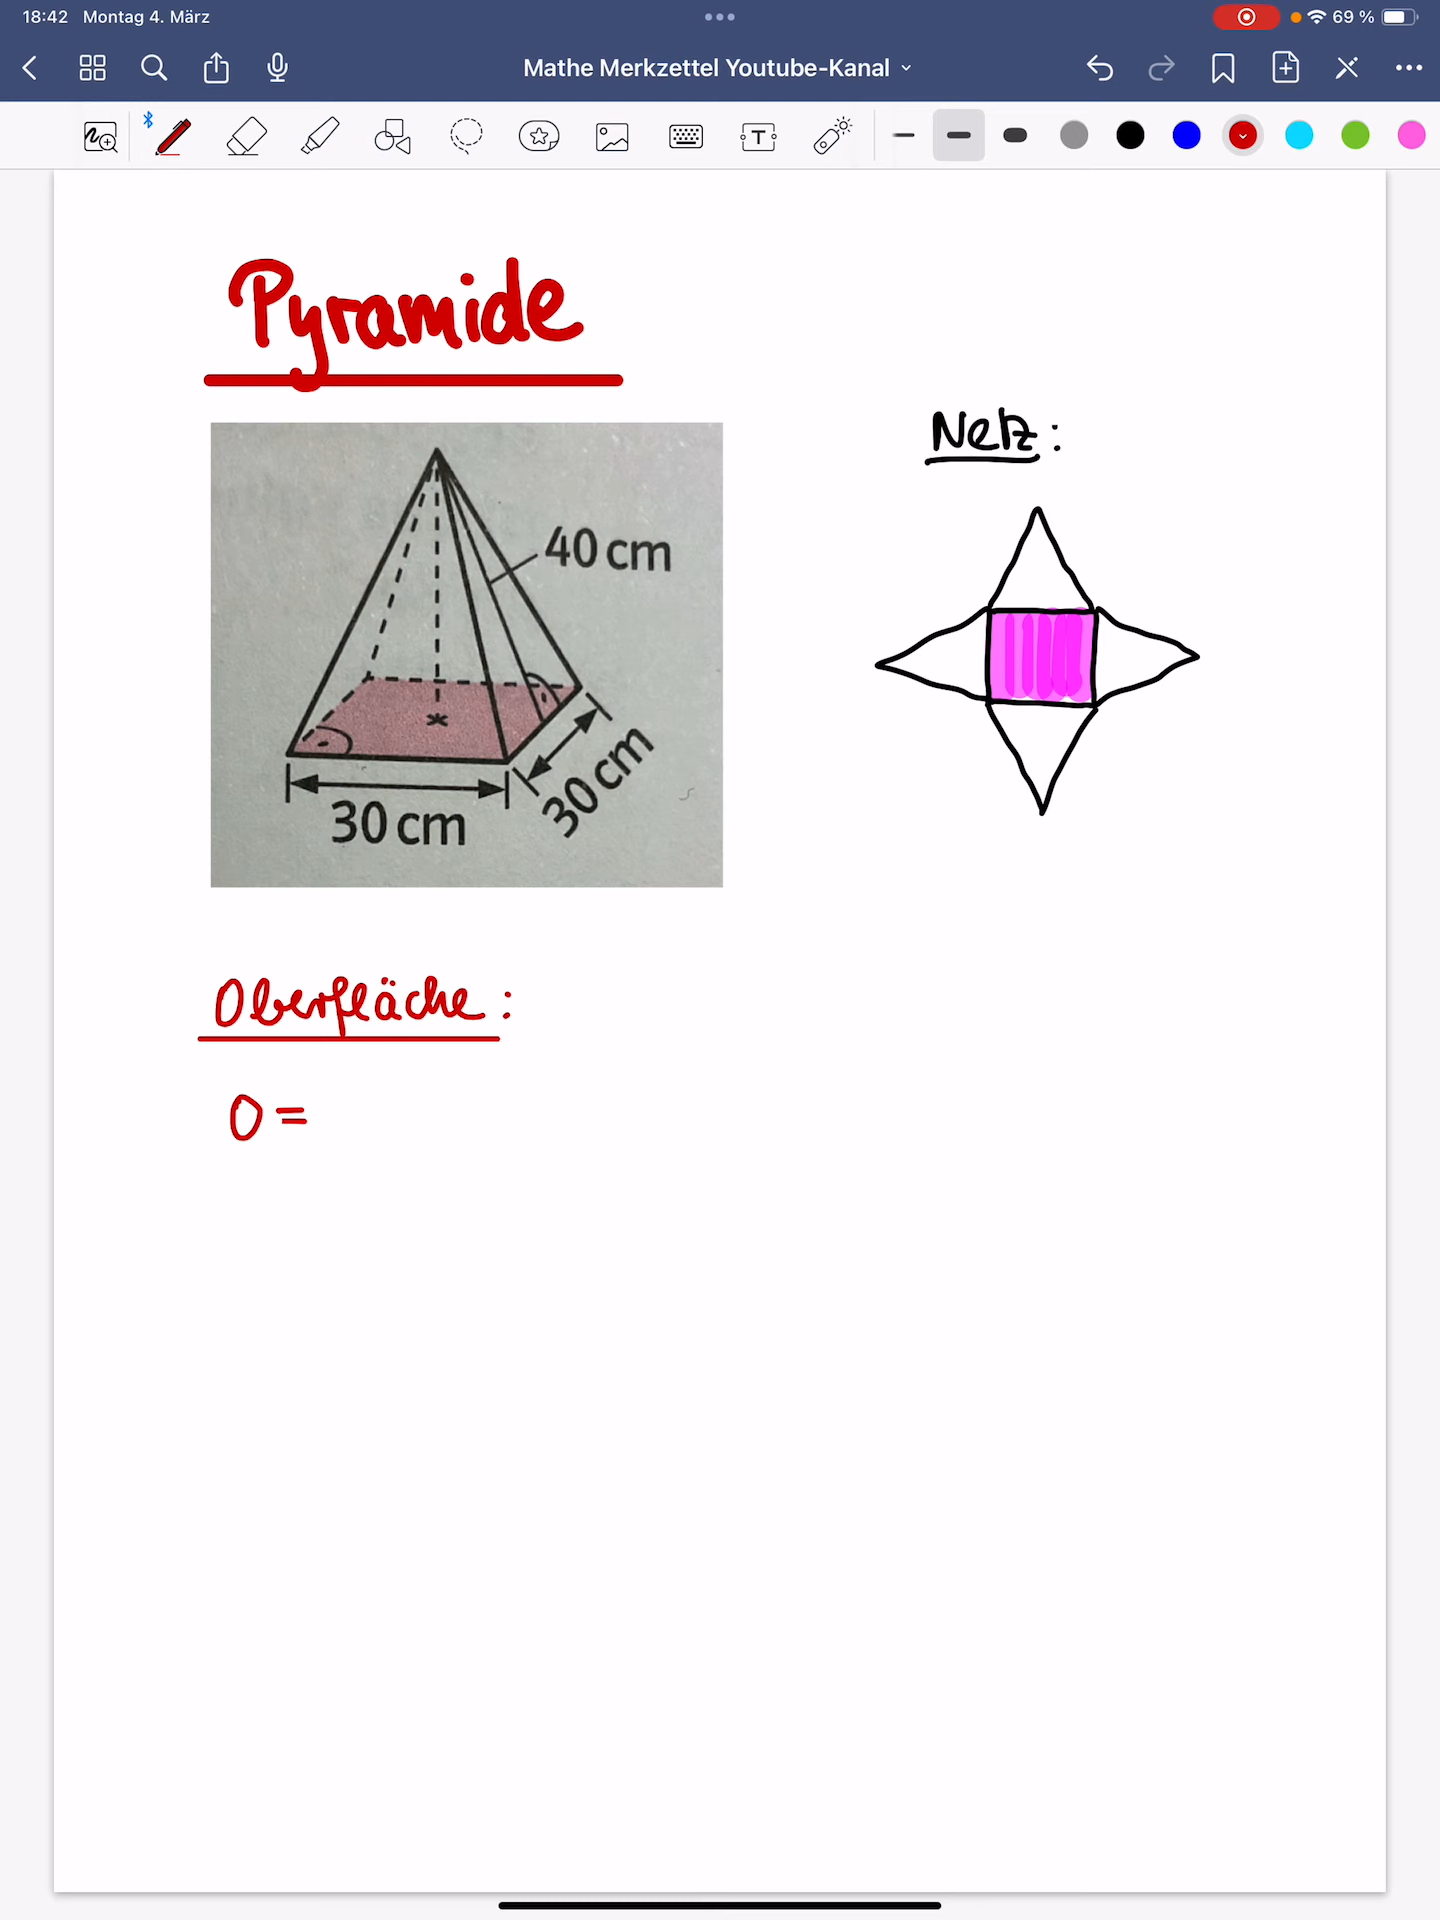 18:42 Montag 4. März
69 %
Mathe Merkzettel Youtube-Kanal
T
Pyramide
Netz:
40 cm
30 cm
30 cm
Oberfläche:
O =